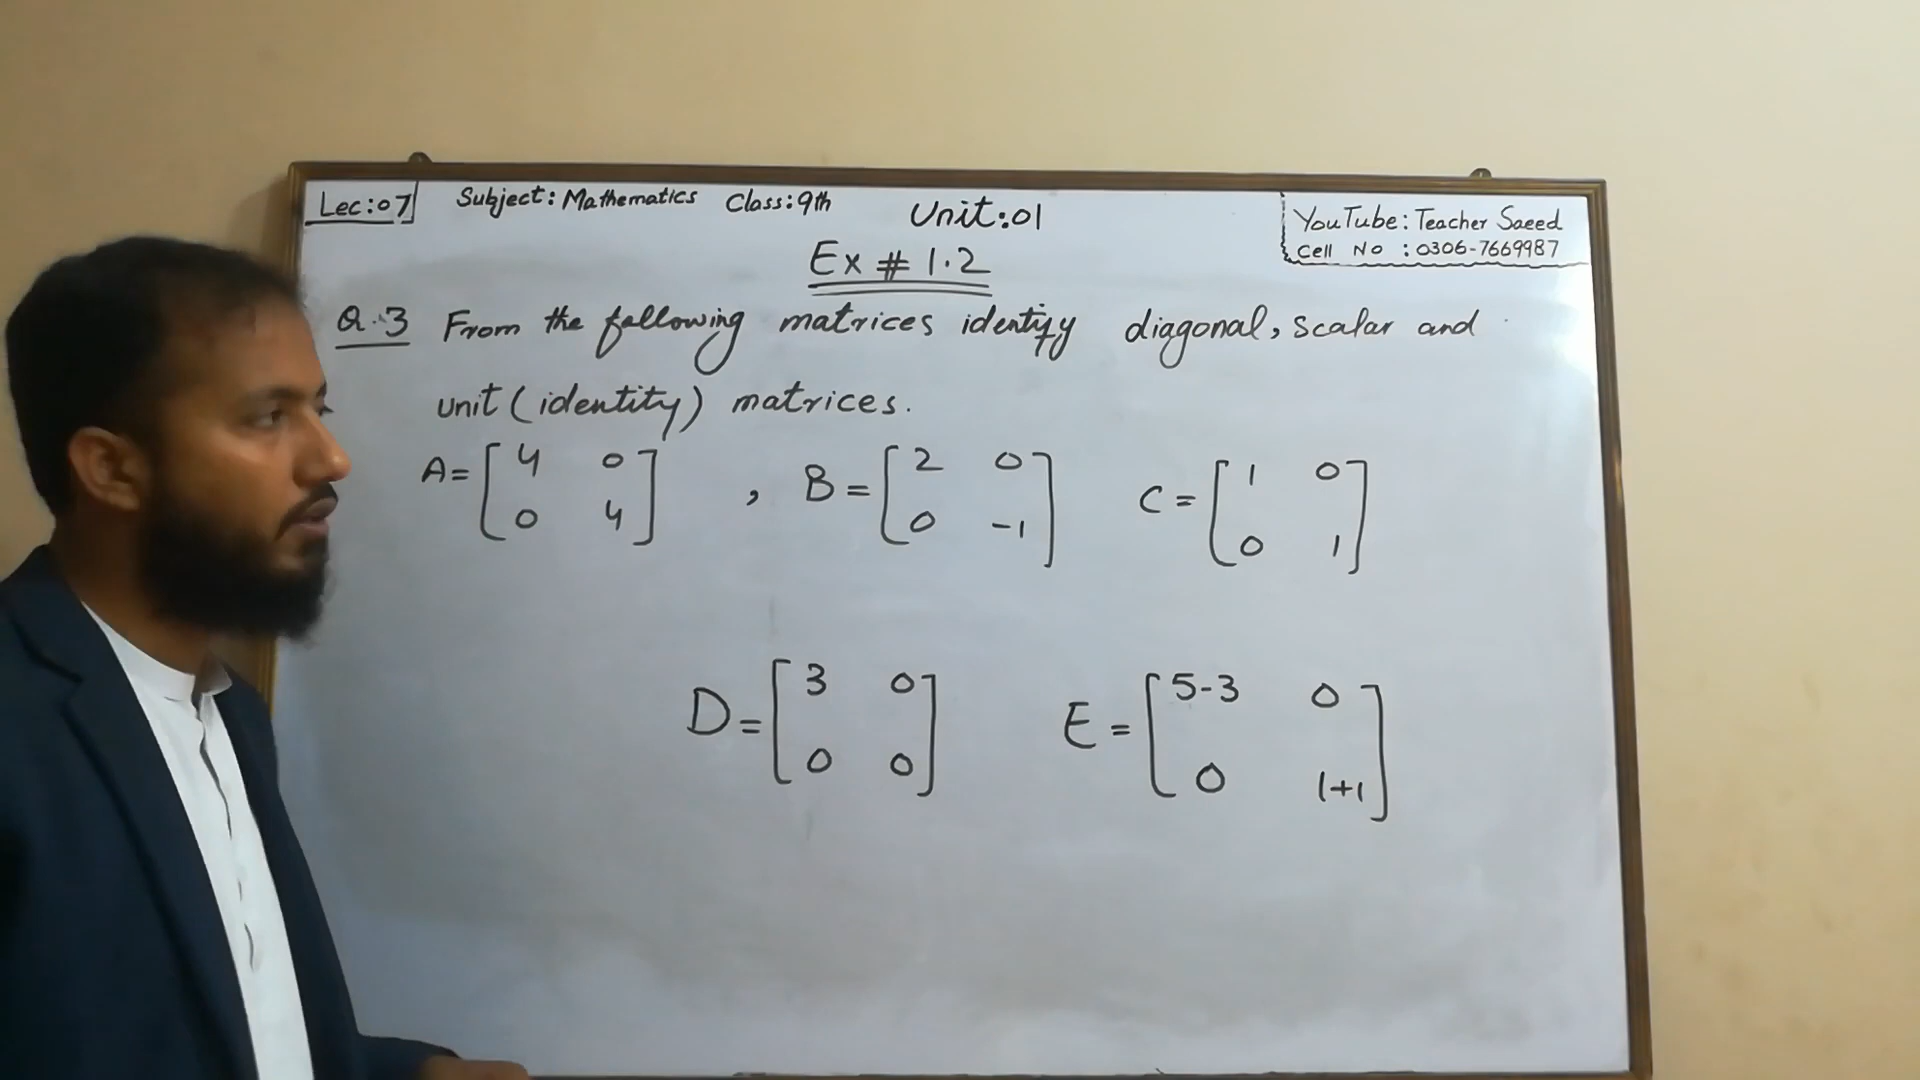 Lec:07 Subject: Mathematics Class: 9th Unit:01
YouTube: Teacher Saeed
Cell No : 0306-7669987
Ex # 1.2
Q.3 From the following matrices identify diagonal, scalar and
unit (identity) matrices.
A = [4 0
0 4] , B = [2 0
0 -1] C = [1 0
0 1]
D = [3 0
0 0] E = [5-3 0
0 1+1]